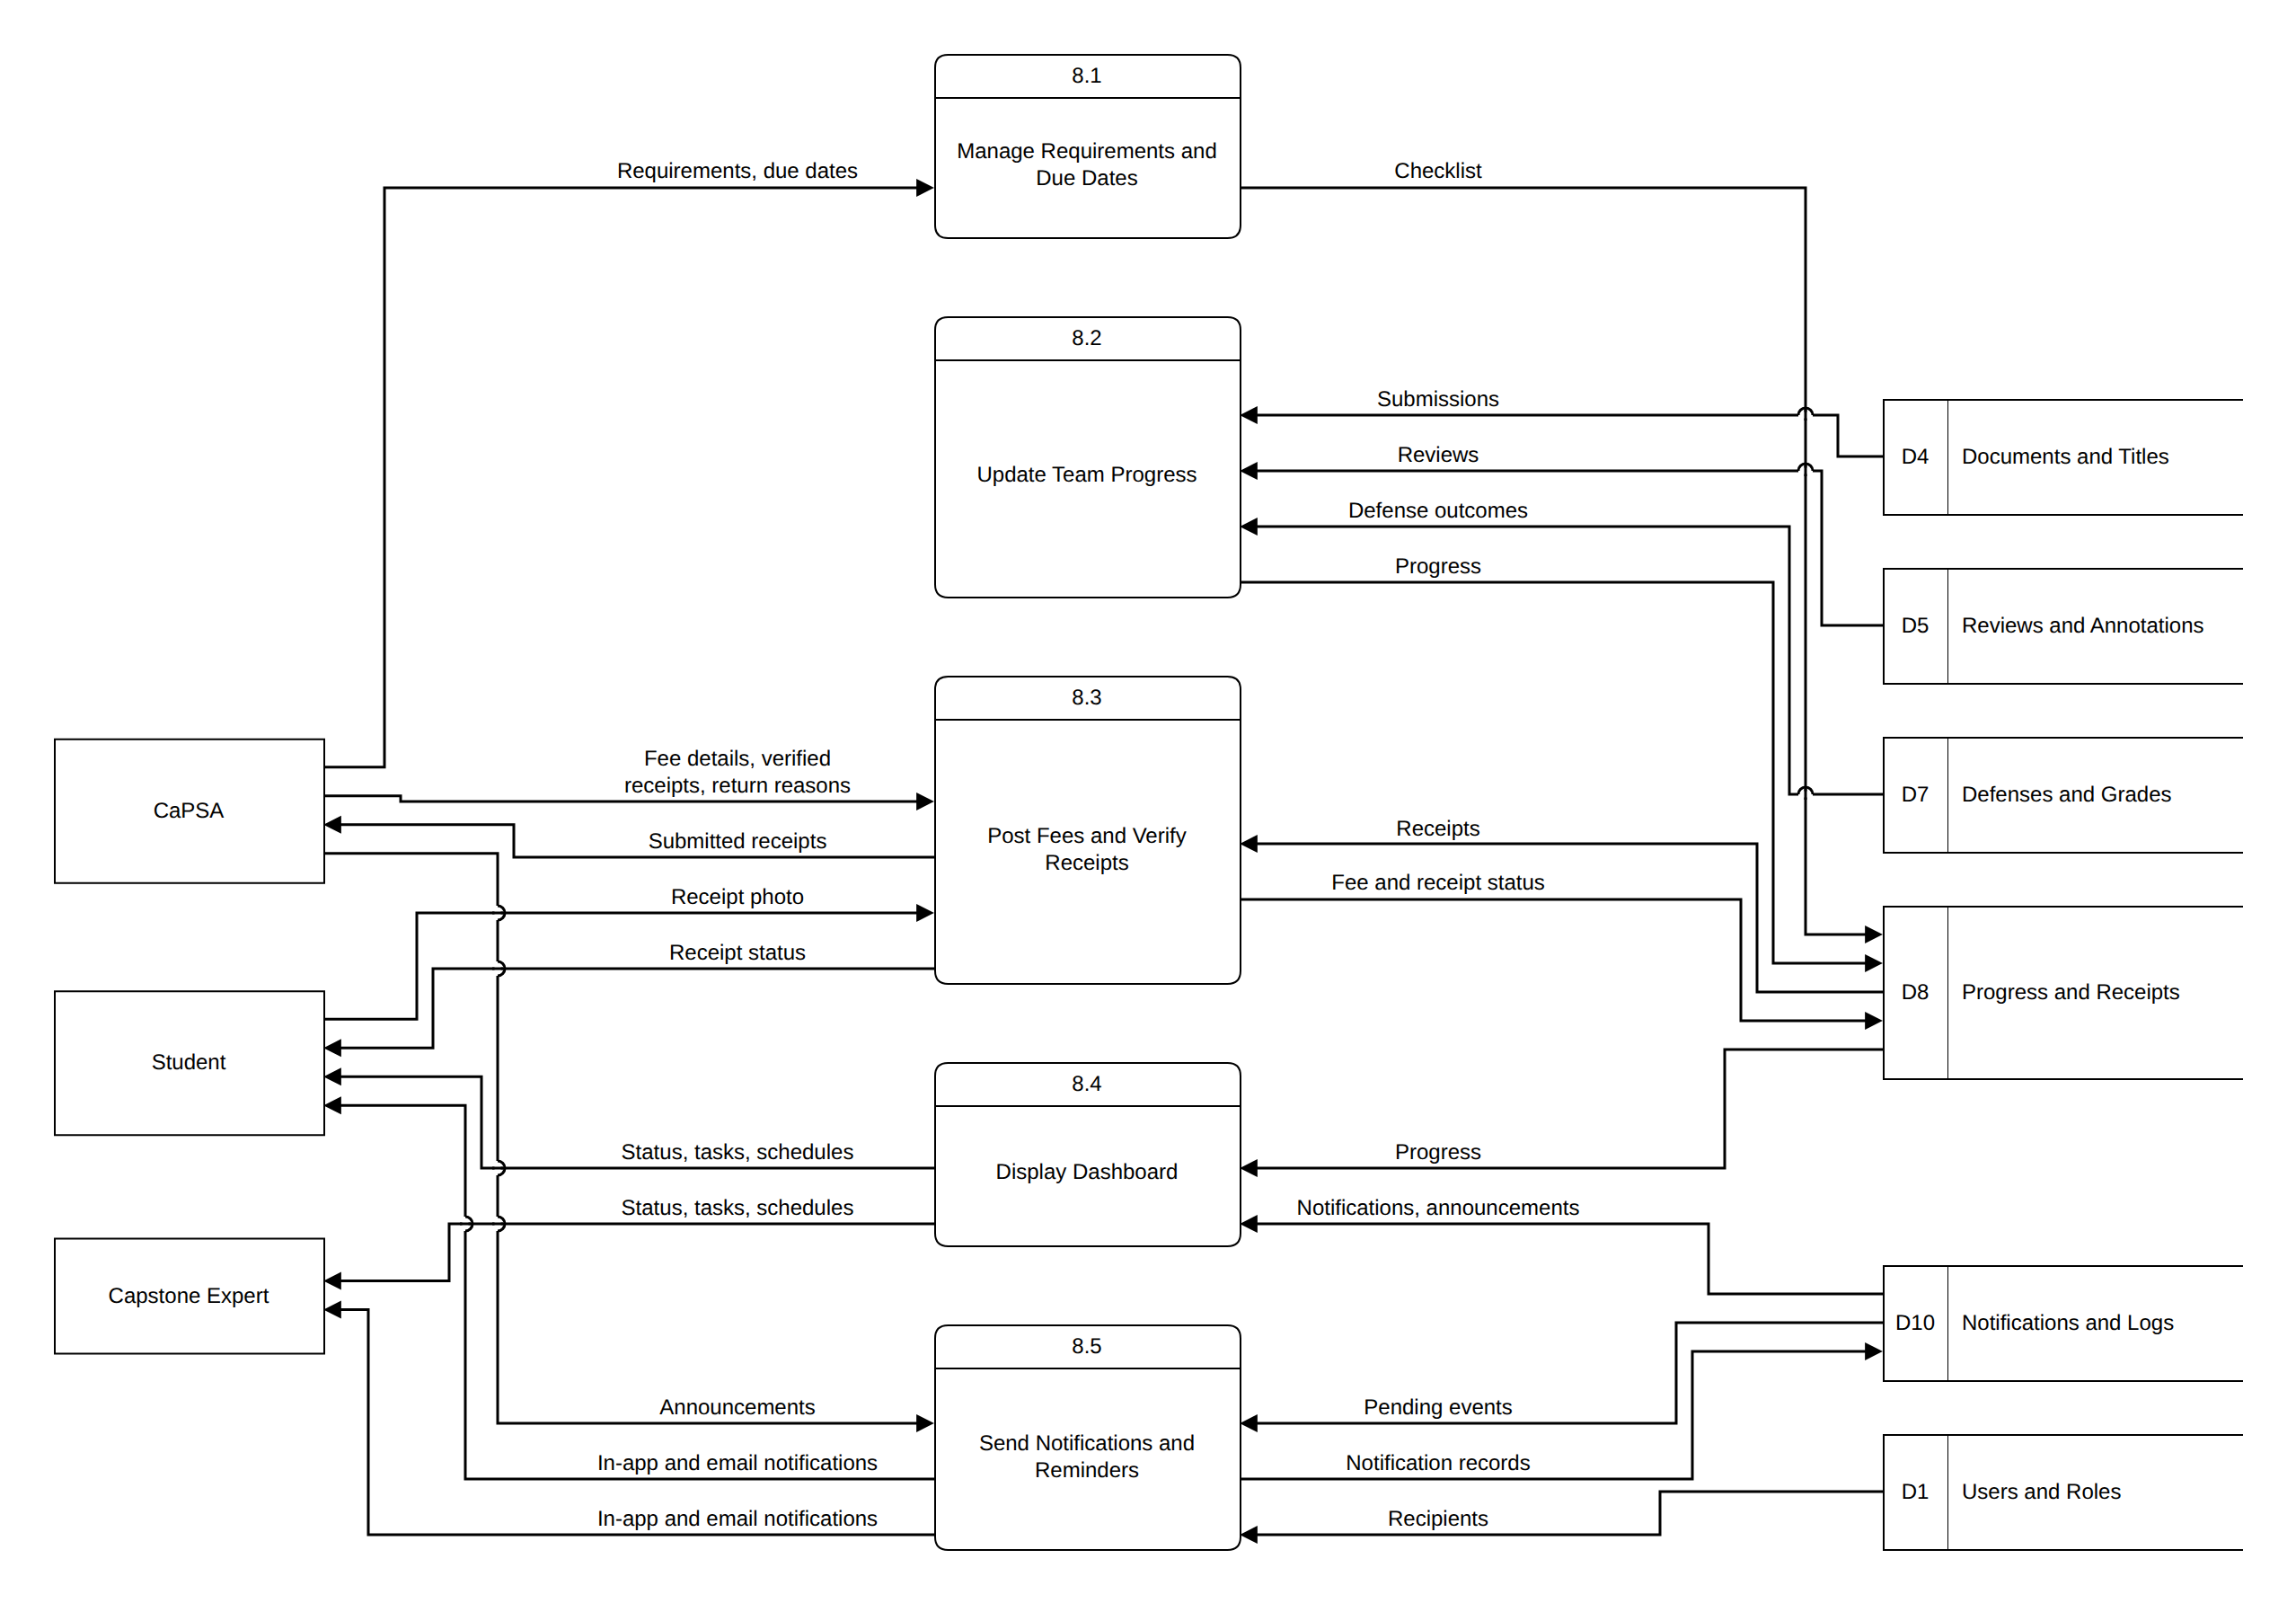 8.1
Manage Requirements and
Due Dates
Requirements, due dates
Checklist
8.2
Update Team Progress
Submissions
Reviews
Defense outcomes
Progress
D4
Documents and Titles
D5
Reviews and Annotations
D7
Defenses and Grades
8.3
Post Fees and Verify
Receipts
CaPSA
Fee details, verified
receipts, return reasons
Submitted receipts
Receipt photo
Receipt status
Receipts
Fee and receipt status
D8
Progress and Receipts
Student
8.4
Display Dashboard
Status, tasks, schedules
Status, tasks, schedules
Progress
Notifications, announcements
Capstone Expert
D10
Notifications and Logs
8.5
Send Notifications and
Reminders
Announcements
In-app and email notifications
In-app and email notifications
Pending events
Notification records
Recipients
D1
Users and Roles